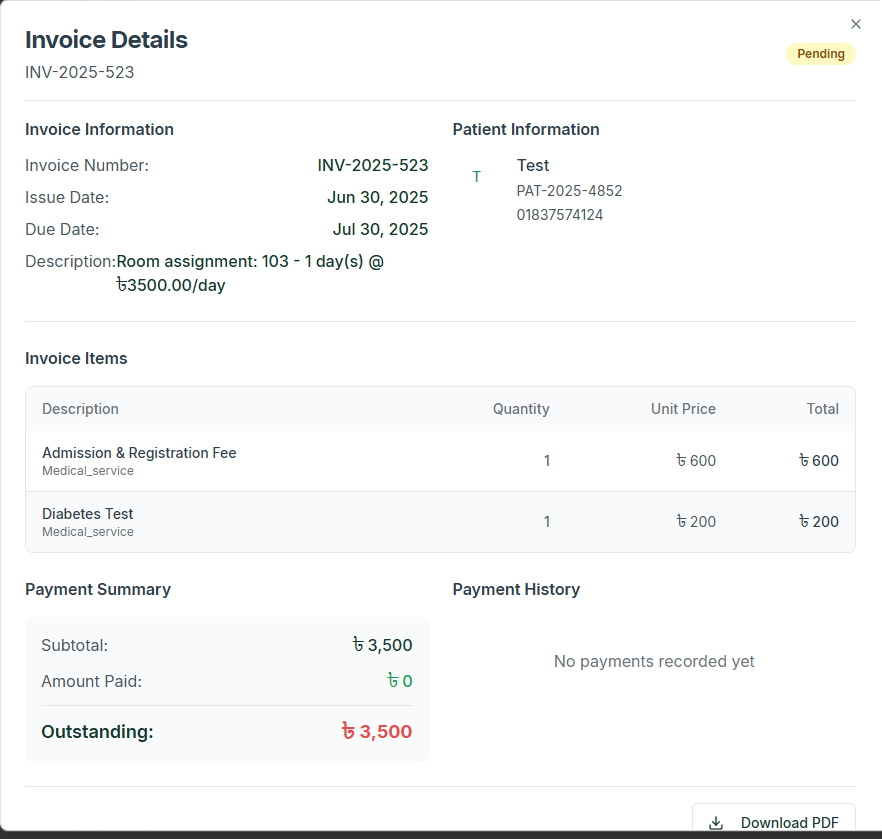 Invoice Details
INV-2025-523
Pending
Invoice Information
Invoice Number: INV-2025-523
Issue Date: Jun 30, 2025
Due Date: Jul 30, 2025
Description:Room assignment: 103 - 1 day(s) @
৳3500.00/day
Patient Information
T
Test
PAT-2025-4852
01837574124
Invoice Items
Description Quantity Unit Price Total
Admission & Registration Fee 1 ৳ 600 ৳ 600
Medical_service
Diabetes Test 1 ৳ 200 ৳ 200
Medical_service
Payment Summary
Subtotal: ৳ 3,500
Amount Paid: ৳ 0
Outstanding: ৳ 3,500
Payment History
No payments recorded yet
Download PDF